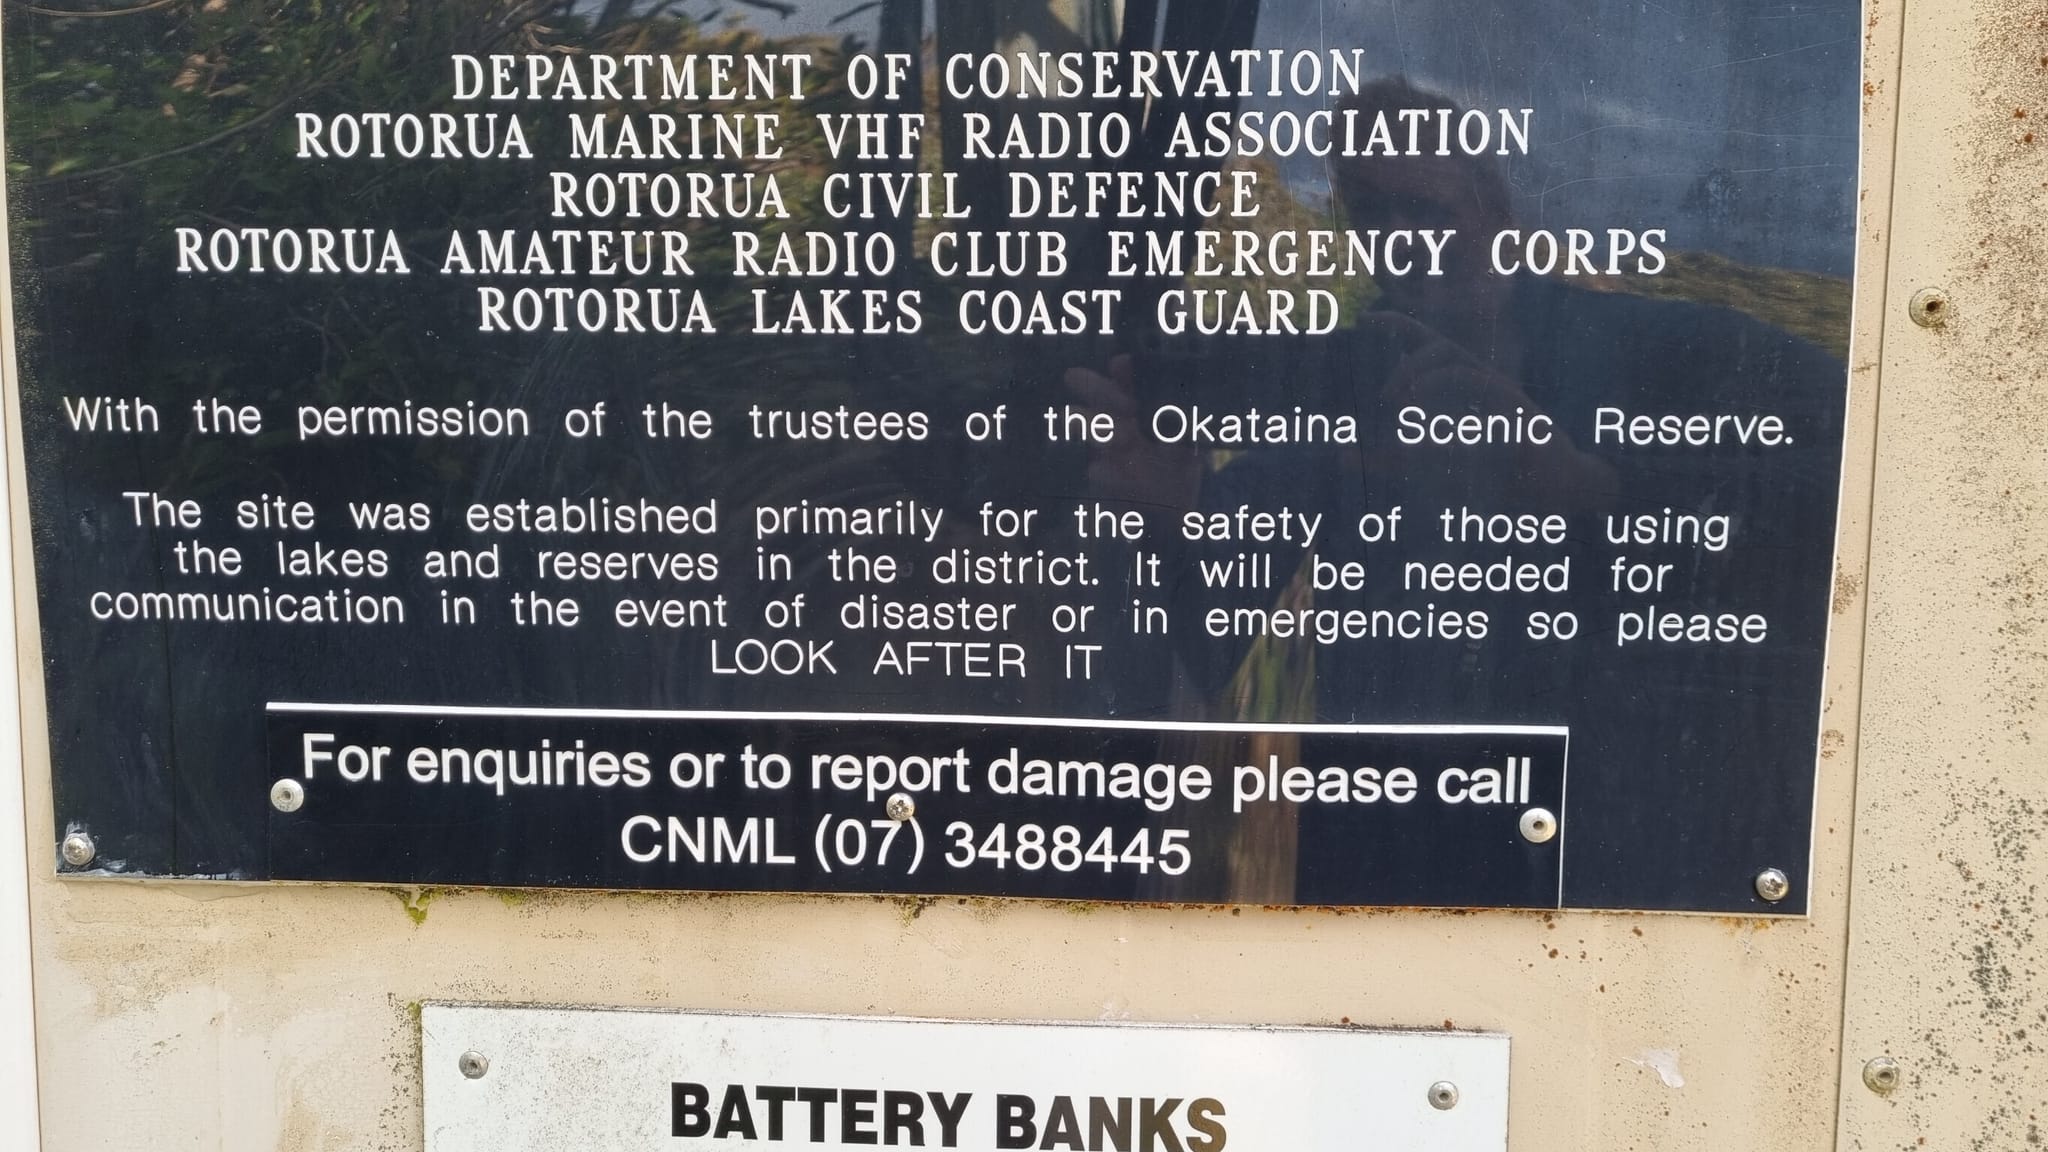 DEPARTMENT OF CONSERVATION
ROTORUA MARINE VHF RADIO ASSOCIATION
ROTORUA CIVIL DEFENCE
ROTORUA AMATEUR RADIO CLUB EMERGENCY CORPS
ROTORUA LAKES COAST GUARD
With the permission of the trustees of the Okataina Scenic Reserve.
The site was established primarily for the safety of those using
the lakes and reserves in the district. It will be needed for
communication in the event of disaster or in emergencies so please
LOOK AFTER IT
For enquiries or to report damage please call
CNML (07) 3488445
BATTERY BANKS